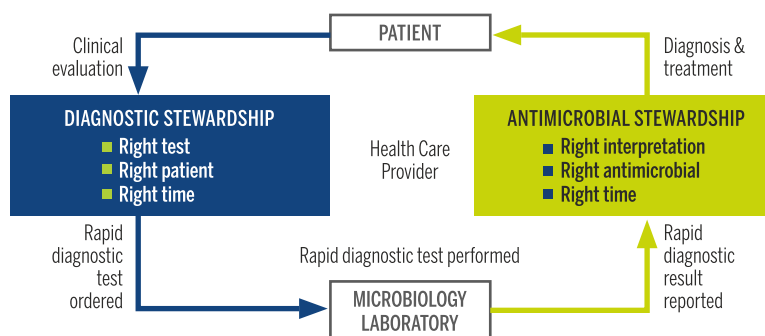 PATIENT
Clinical
evaluation
Diagnosis &
treatment
DIAGNOSTIC STEWARDSHIP
Right test
Right patient
Right time
Health Care
Provider
ANTIMICROBIAL STEWARDSHIP
Right interpretation
Right antimicrobial
Right time
Rapid
diagnostic
test
ordered
Rapid diagnostic test performed
MICROBIOLOGY
LABORATORY
Rapid
diagnostic
result
reported